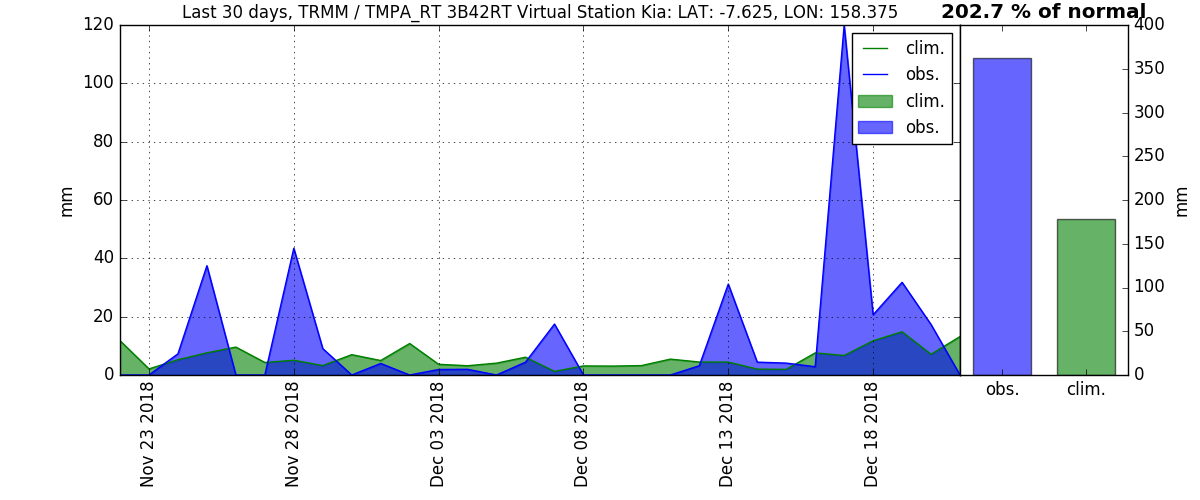 Last 30 days, TRMM / TMPA_RT 3B42RT Virtual Station Kia: LAT: -7.625, LON: 158.375
202.7 % of normal
120
100
80
60
40
20
0
mm
clim.
obs.
clim.
obs.
Nov 23 2018
Nov 28 2018
Dec 03 2018
Dec 08 2018
Dec 13 2018
Dec 18 2018
400
350
300
250
200
150
100
50
0
mm
obs.
clim.